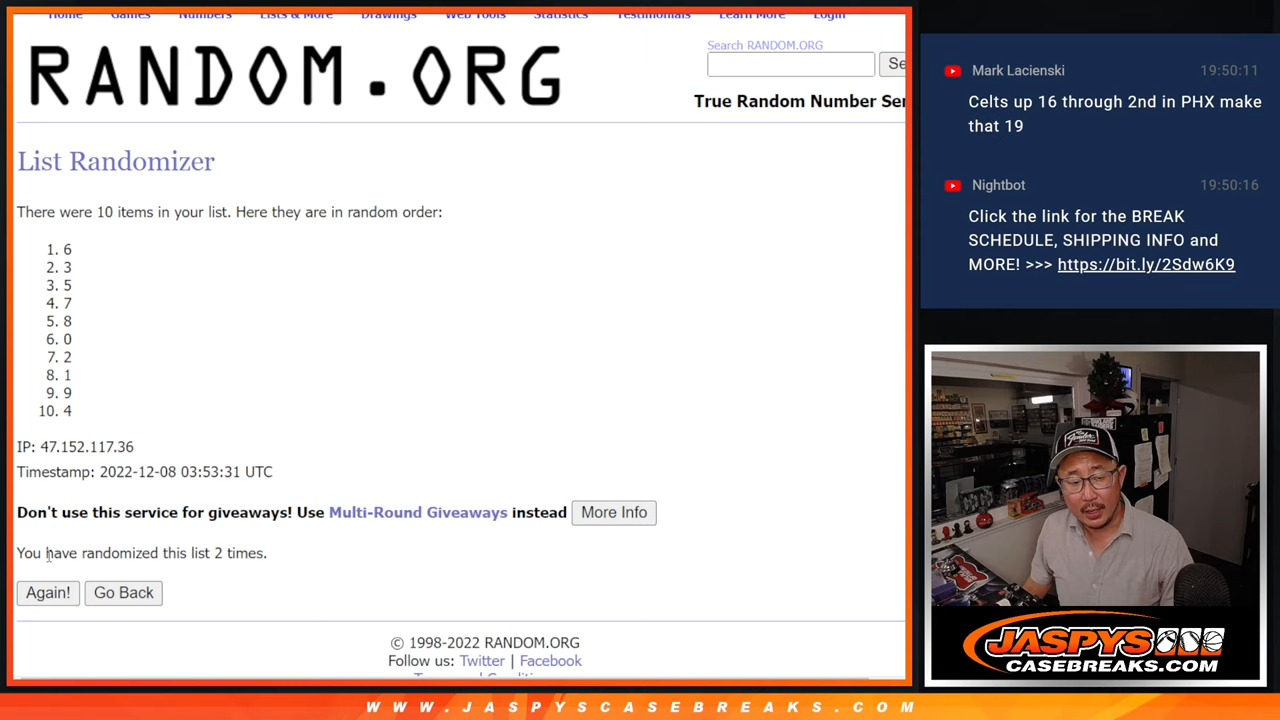 Home Games Numbers Lists & More Drawings Web Tools Statistics Testimonials Learn More Login
RANDOM.ORG
Search RANDOM.ORG
True Random Number Ser
List Randomizer
There were 10 items in your list. Here they are in random order:
1. 6
2. 3
3. 5
4. 7
5. 8
6. 0
7. 2
8. 1
9. 9
10. 4
IP: 47.152.117.36
Timestamp: 2022-12-08 03:53:31 UTC
Don't use this service for giveaways! Use Multi-Round Giveaways instead More Info
You have randomized this list 2 times.
Again! Go Back
© 1998-2022 RANDOM.ORG
Follow us: Twitter | Facebook
Mark Lacienski 19:50:11
Celts up 16 through 2nd in PHX make
that 19
Nightbot 19:50:16
Click the link for the BREAK
SCHEDULE, SHIPPING INFO and
MORE! >>> https://bit.ly/2Sdw6K9
JASPYS
CASEBREAKS.COM
WWW.JASPYSCASEBREAKS.COM